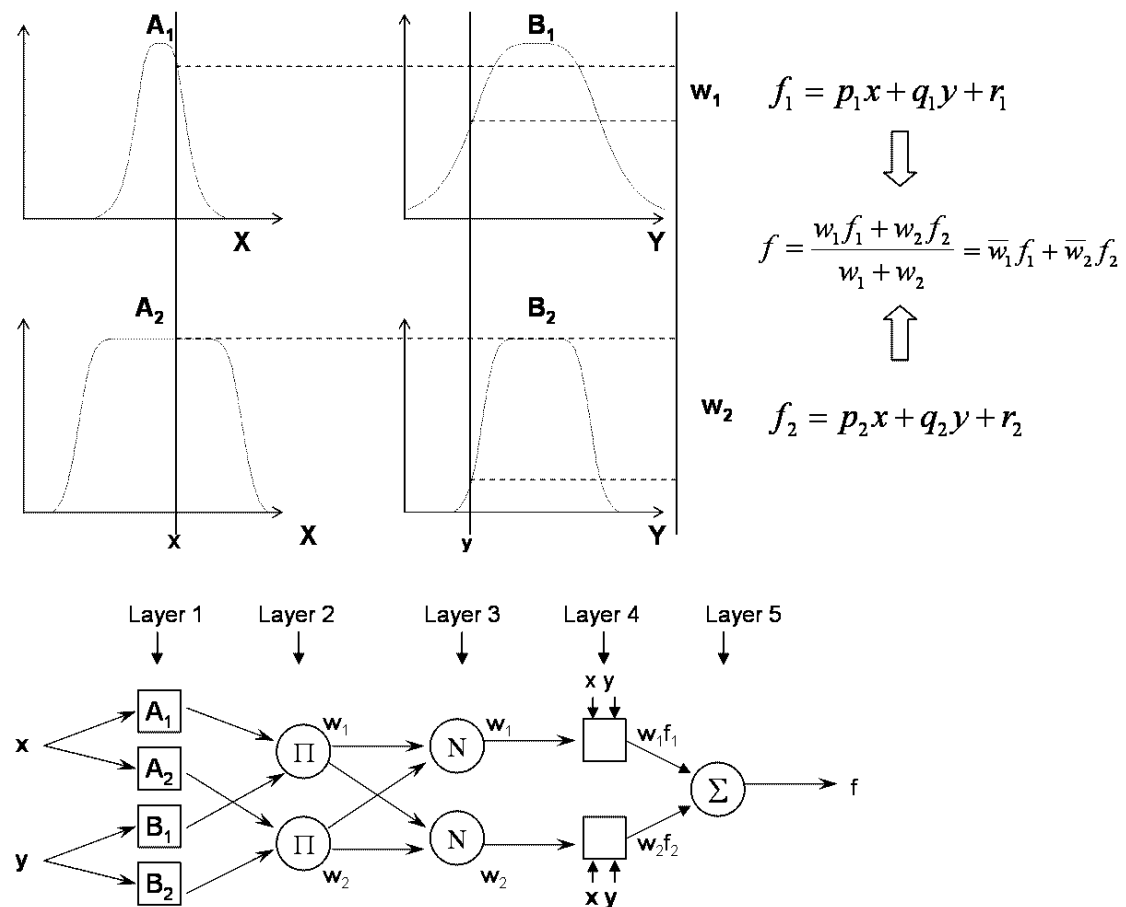 A₁ B₁
w₁ f₁ = p₁x + q₁y + r₁
X Y
f = (w₁f₁ + w₂f₂) / (w₁ + w₂) = w̅₁f₁ + w̅₂f₂
A₂ B₂
w₂ f₂ = p₂x + q₂y + r₂
X Y
x y
Layer 1 Layer 2 Layer 3 Layer 4 Layer 5
x y
A₁ w₁ w₁ w₁f₁
x Π N
A₂ Σ f
B₁
y Π N w₂f₂
B₂ w₂ w₂
x y